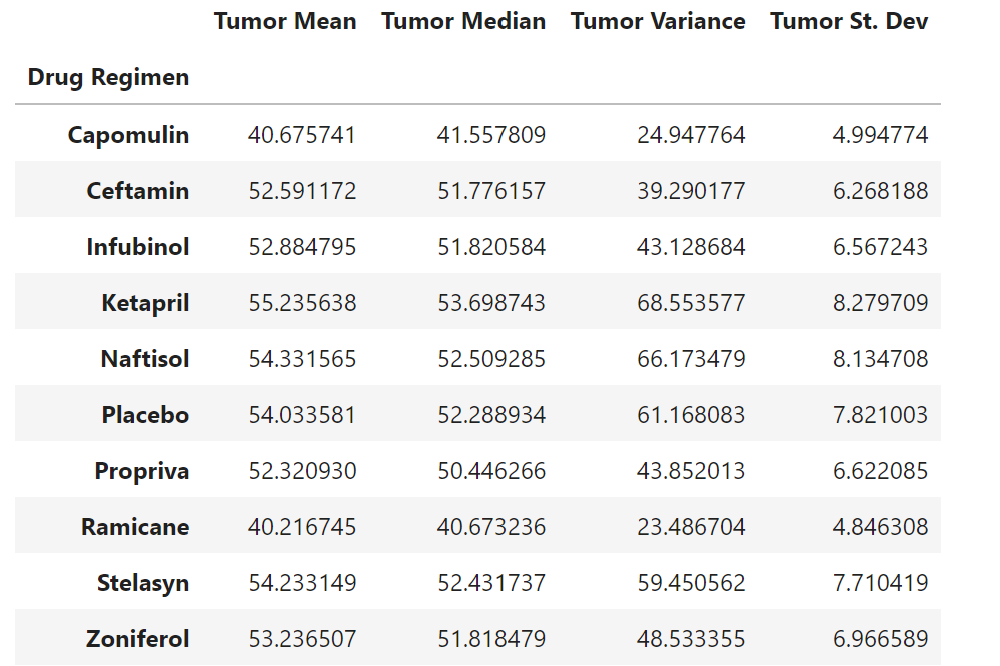 Tumor Mean Tumor Median Tumor Variance Tumor St. Dev
Drug Regimen
Capomulin 40.675741 41.557809 24.947764 4.994774
Ceftamin 52.591172 51.776157 39.290177 6.268188
Infubinol 52.884795 51.820584 43.128684 6.567243
Ketapril 55.235638 53.698743 68.553577 8.279709
Naftisol 54.331565 52.509285 66.173479 8.134708
Placebo 54.033581 52.288934 61.168083 7.821003
Propriva 52.320930 50.446266 43.852013 6.622085
Ramicane 40.216745 40.673236 23.486704 4.846308
Stelasyn 54.233149 52.431737 59.450562 7.710419
Zoniferol 53.236507 51.818479 48.533355 6.966589